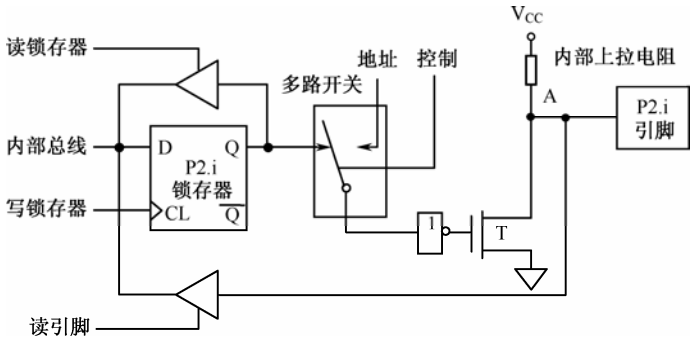 V_CC
读锁存器
地址
控制
内部上拉电阻
多路开关
A
P2.i
引脚
内部总线
D
Q
P2.i
锁存器
写锁存器
CL
Q̅
1
T
读引脚